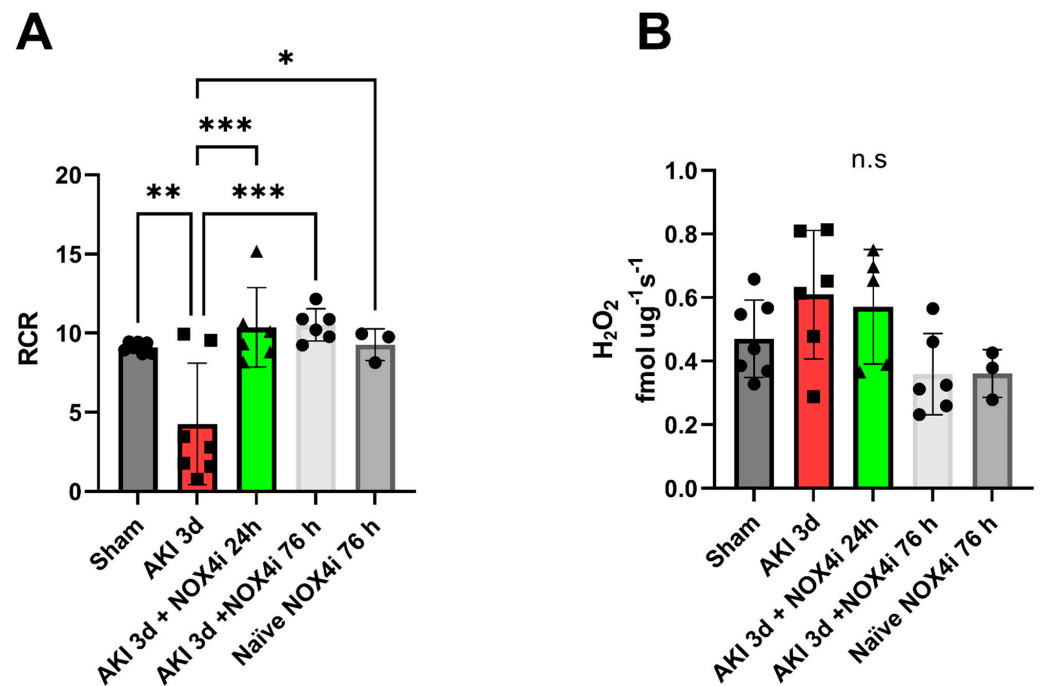 A
B
*
***
** ***
RCR
20
15
10
5
0
Sham
AKI 3d
AKI 3d + NOX4i 24h
AKI 3d +NOX4i 76 h
Naïve NOX4i 76 h
n.s
H₂O₂
fmol ug⁻¹s⁻¹
1.0
0.8
0.6
0.4
0.2
0.0
Sham
AKI 3d
AKI 3d + NOX4i 24h
AKI 3d +NOX4i 76 h
Naïve NOX4i 76 h